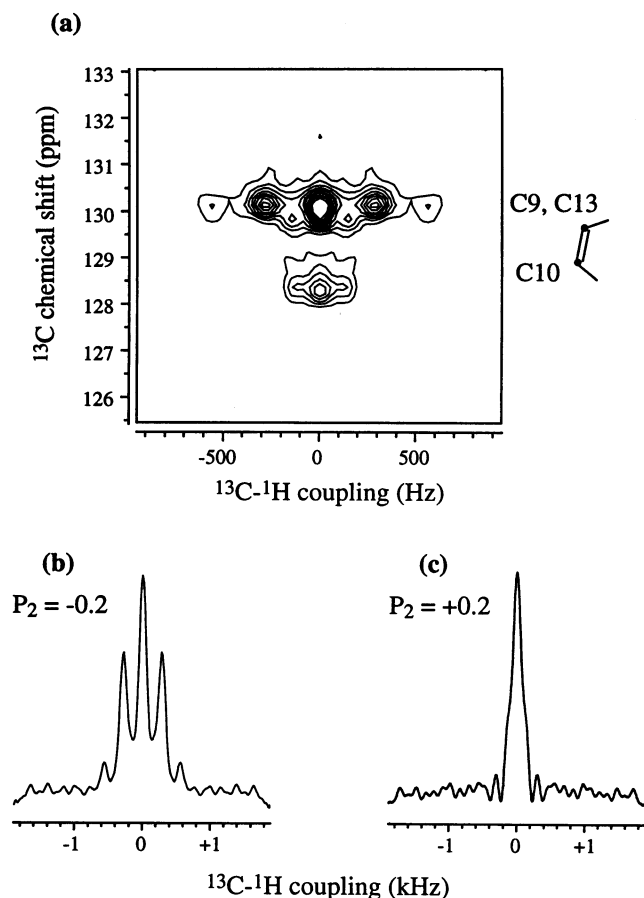 (a)
133
132
131
130
129
128
127
126
¹³C chemical shift (ppm)
C9, C13
C10
-500 0 500
¹³C-¹H coupling (Hz)
(b) (c)
P₂ = -0.2 P₂ = +0.2
-1 0 +1 -1 0 +1
¹³C-¹H coupling (kHz)